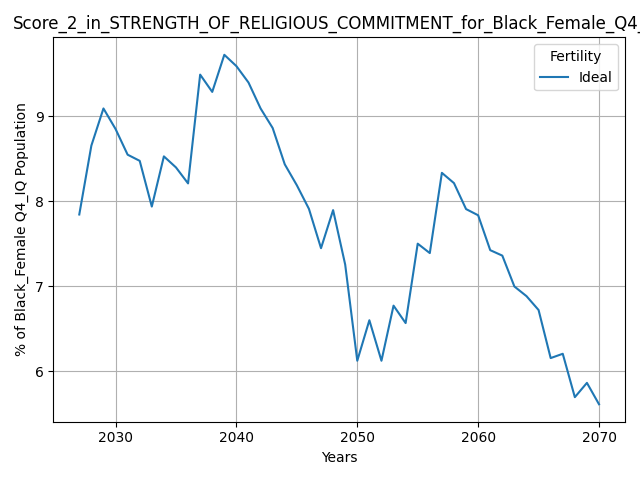 Score_2_in_STRENGTH_OF_RELIGIOUS_COMMITMENT_for_Black_Female_Q4_
Fertility
Ideal
% of Black_Female Q4_IQ Population
9
8
7
6
2030 2040 2050 2060 2070
Years